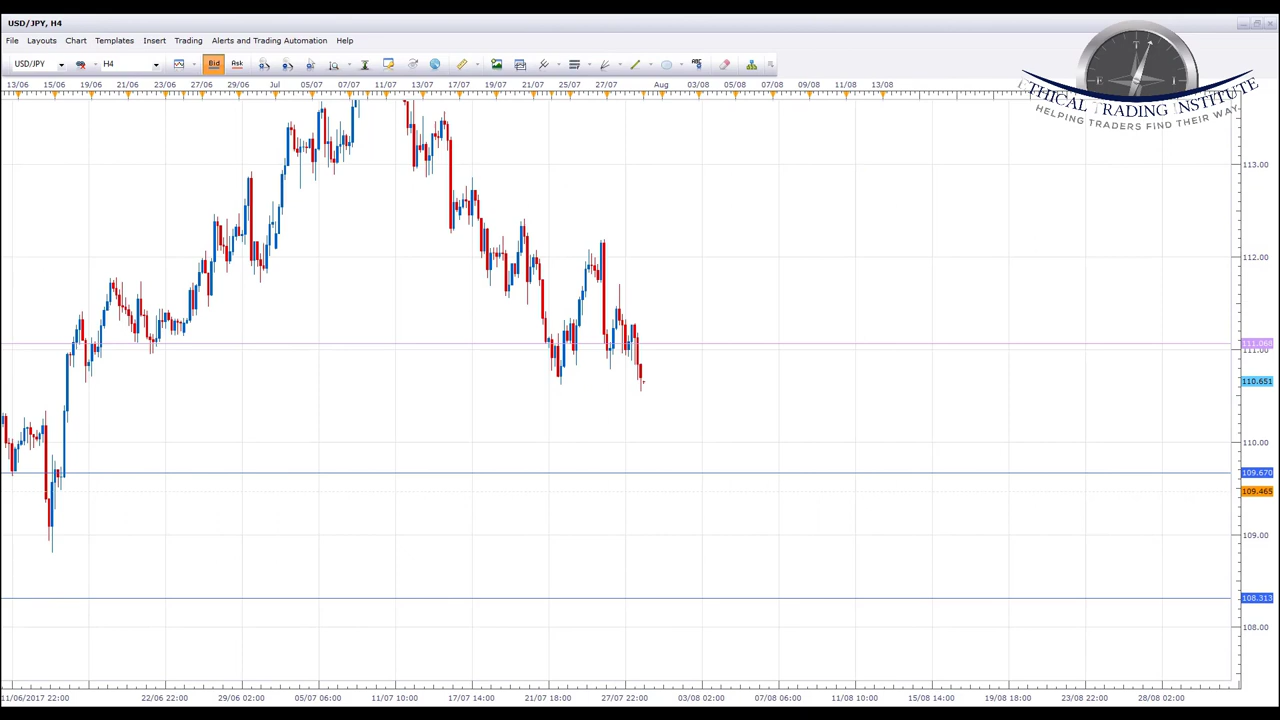 USD/JPY, H4
File Layouts Chart Templates Insert Trading Alerts and Trading Automation Help
USD/JPY H4 Bid Ask ABC
13/06 15/06 19/06 21/06 23/06 27/06 29/06 Jul 05/07 07/07 11/07 13/07 17/07 19/07 21/07 25/07 27/07 Aug 03/08 05/08 07/08 09/08 11/08 13/08
T E I
ETHICAL TRADING INSTITUTE
HELPING TRADERS FIND THEIR WAY.
113.00
112.00
111.068
111.00
110.651
110.00
109.670
109.465
109.00
108.313
108.00
11/06/2017 22:00 22/06 22:00 29/06 02:00 05/07 06:00 11/07 10:00 17/07 14:00 21/07 18:00 27/07 22:00 03/08 02:00 07/08 06:00 11/08 10:00 15/08 14:00 19/08 18:00 23/08 22:00 28/08 02:00